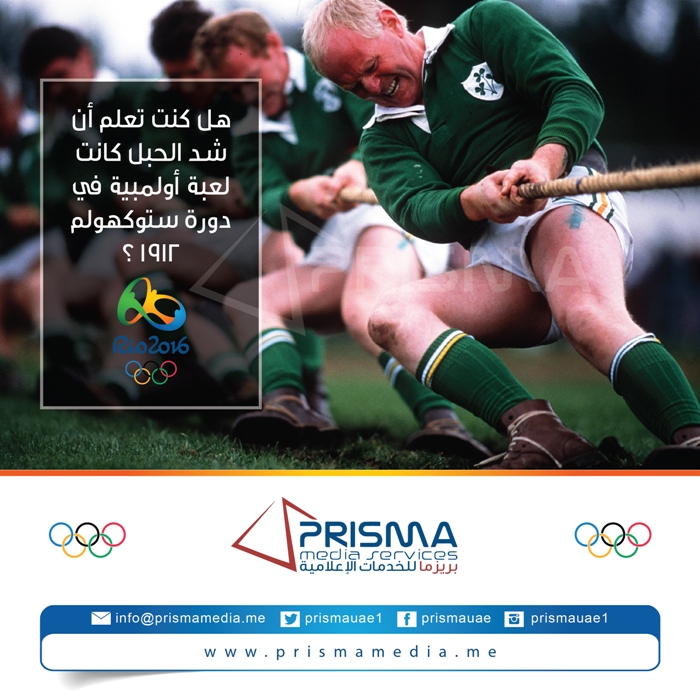 هل كنت تعلم أن
شد الحبل كانت
لعبة أولمبية في
دورة ستوكهولم
١٩١٢ ؟
Rio2016
PRISMA
PRISMA
media services
بريزما للخدمات الإعلامية
info@prismamedia.me prismauae1 prismauae prismauae1
www.prismamedia.me